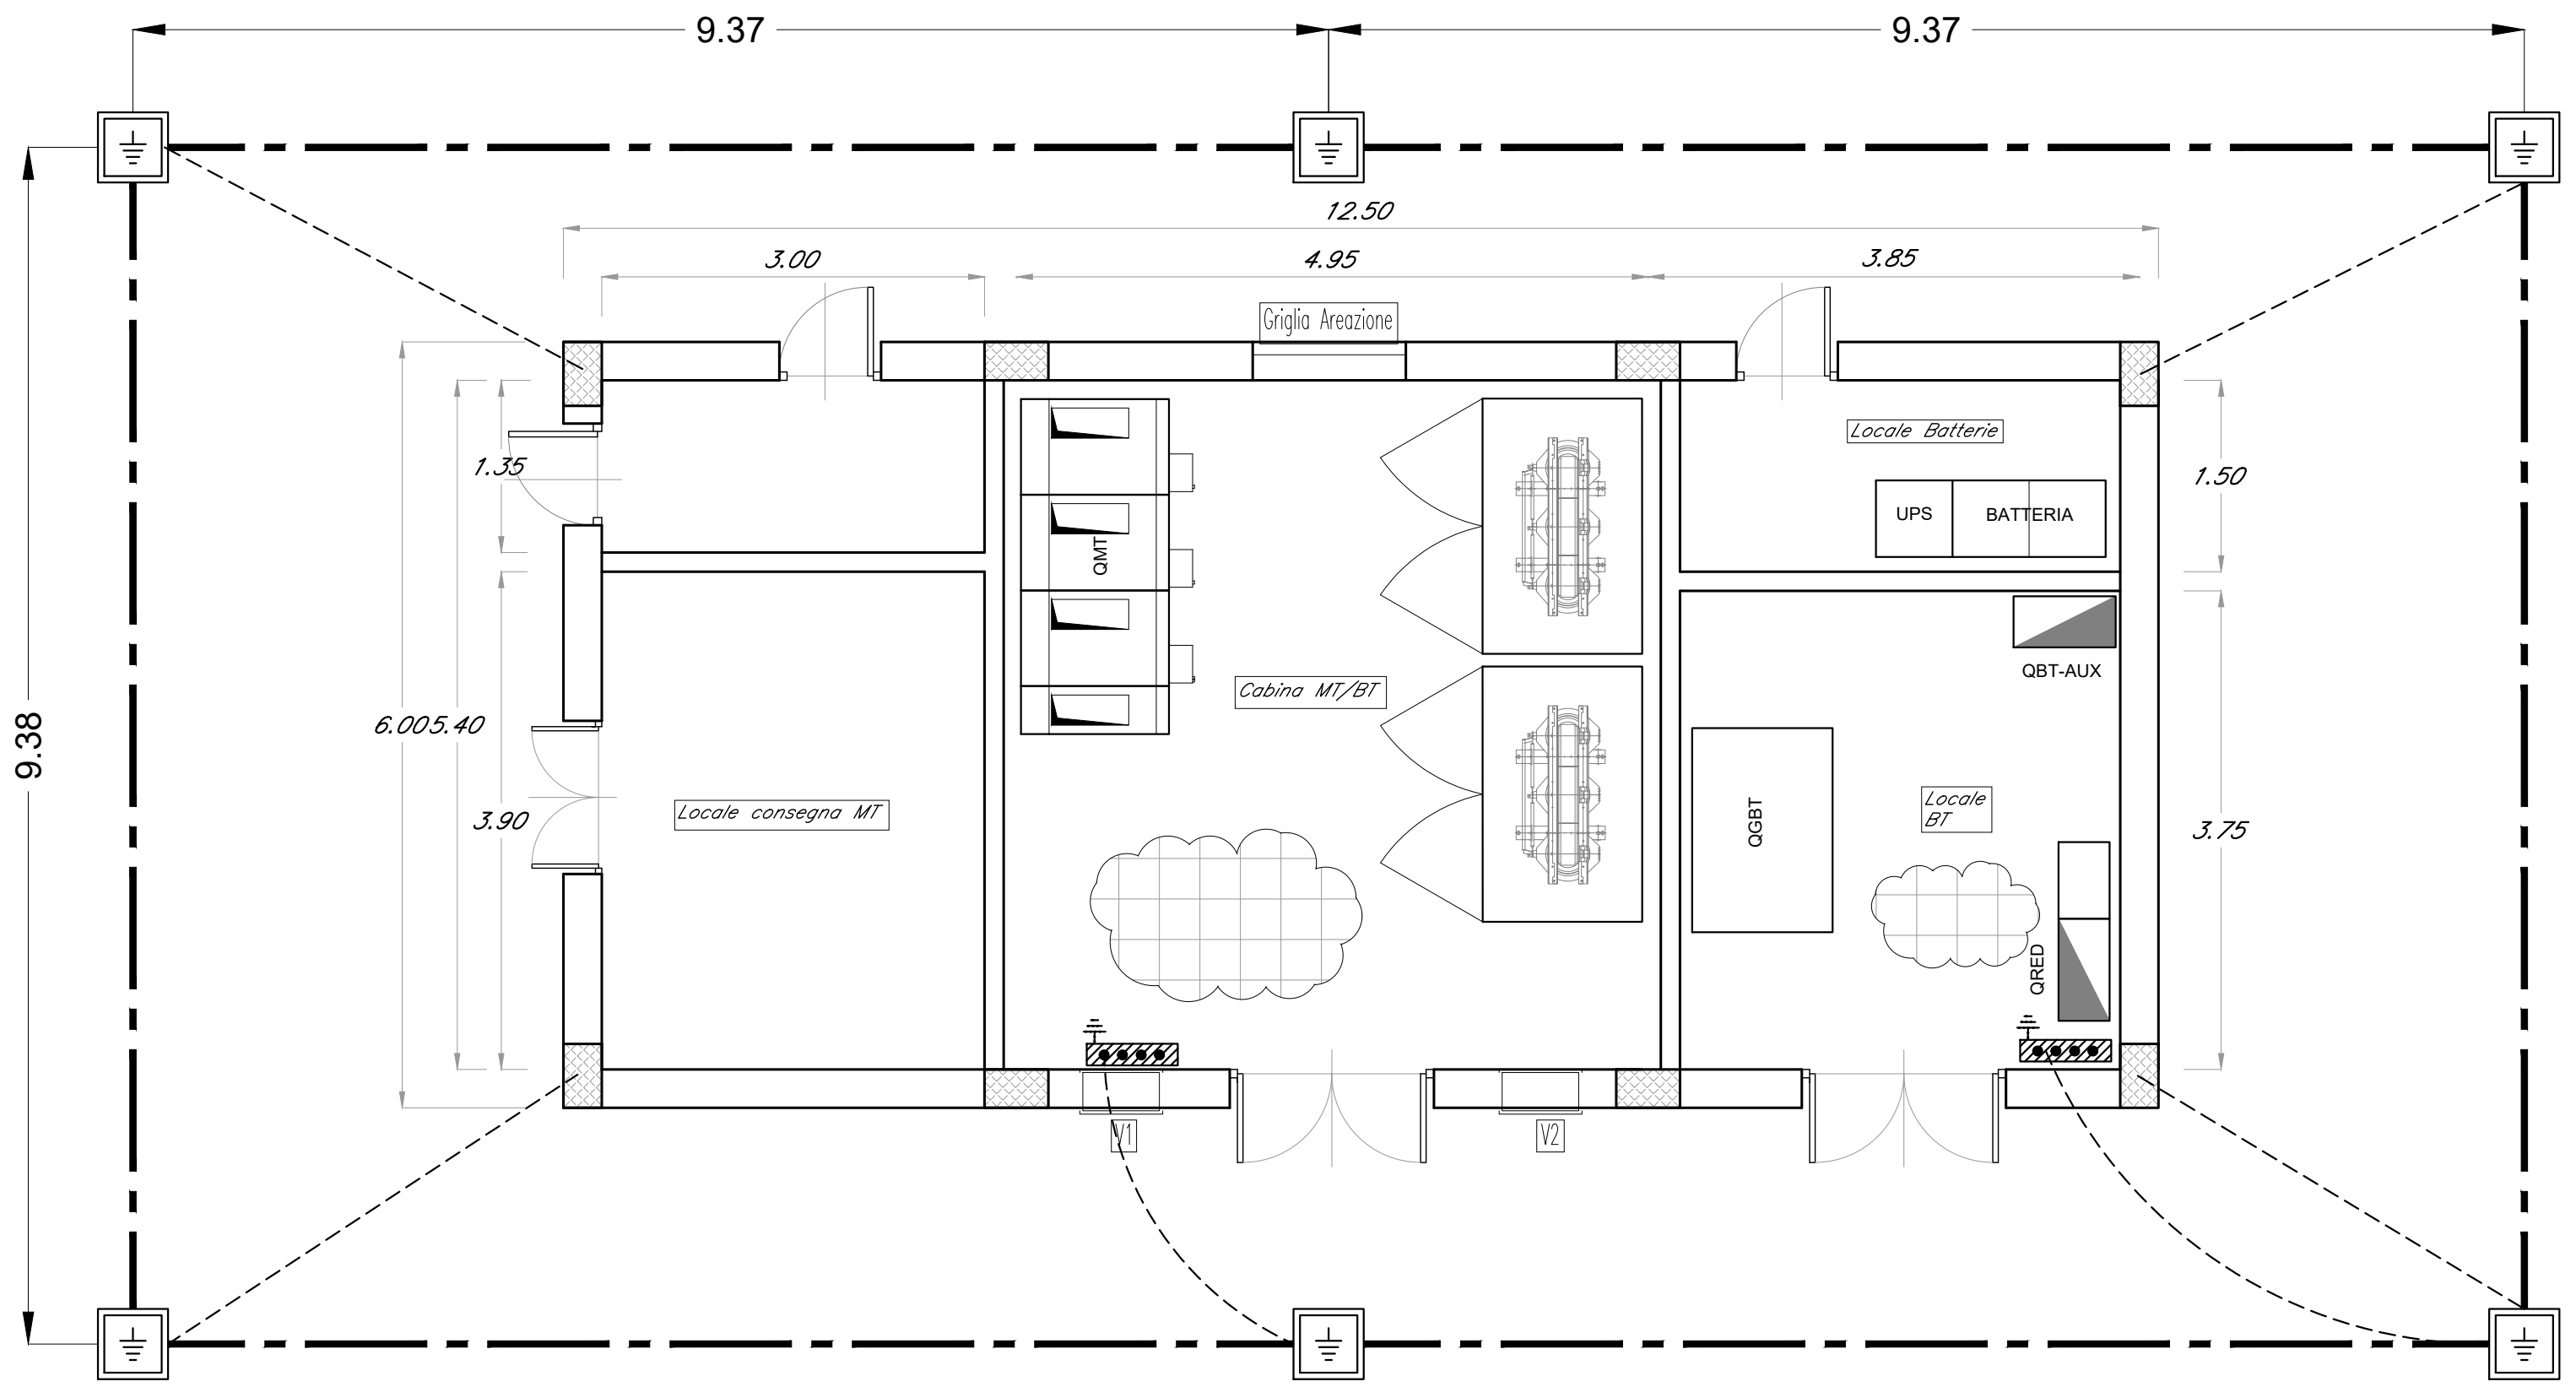 9.37
9.37
12.50
3.00
4.95
3.85
Griglia Areazione
Locale Batterie
1.35
1.50
UPS
BATTERIA
QMT
QBT-AUX
Cabina MT/BT
6.00
5.40
9.38
Locale consegna MT
3.90
QGBT
Locale
BT
3.75
QRED
V1
V2